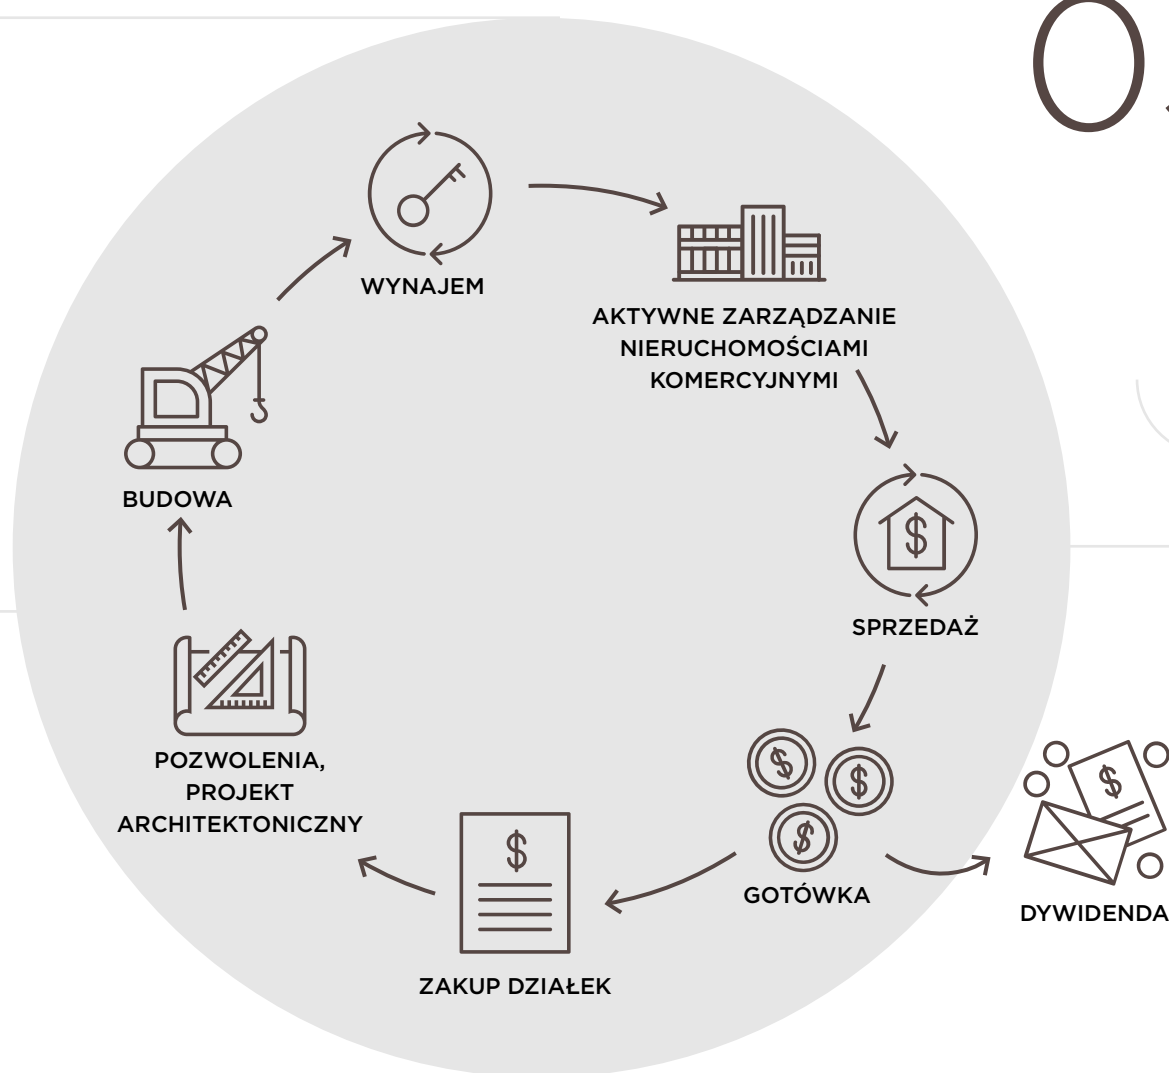 WYNAJEM
AKTYWNE ZARZĄDZANIE
NIERUCHOMOŚCIAMI
KOMERCYJNYMI
BUDOWA
SPRZEDAŻ
POZWOLENIA,
PROJEKT
ARCHITEKTONICZNY
GOTÓWKA
DYWIDENDA
ZAKUP DZIAŁEK